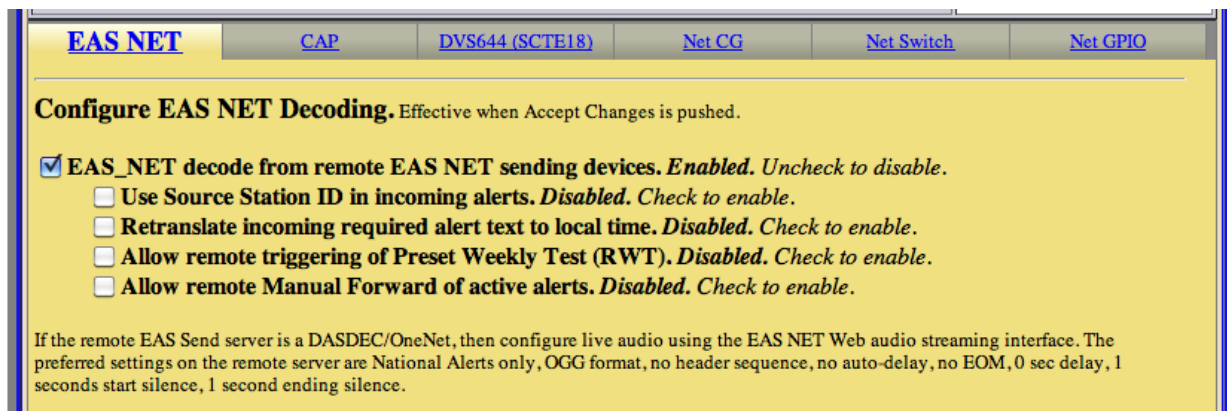 EAS NET CAP DVS644 (SCTE18) Net CG Net Switch Net GPIO
Configure EAS NET Decoding. Effective when Accept Changes is pushed.
EAS_NET decode from remote EAS NET sending devices. Enabled. Uncheck to disable.
Use Source Station ID in incoming alerts. Disabled. Check to enable.
Retranslate incoming required alert text to local time. Disabled. Check to enable.
Allow remote triggering of Preset Weekly Test (RWT). Disabled. Check to enable.
Allow remote Manual Forward of active alerts. Disabled. Check to enable.
If the remote EAS Send server is a DASDEC/OneNet, then configure live audio using the EAS NET Web audio streaming interface. The
preferred settings on the remote server are National Alerts only, OGG format, no header sequence, no auto-delay, no EOM, 0 sec delay, 1
seconds start silence, 1 second ending silence.